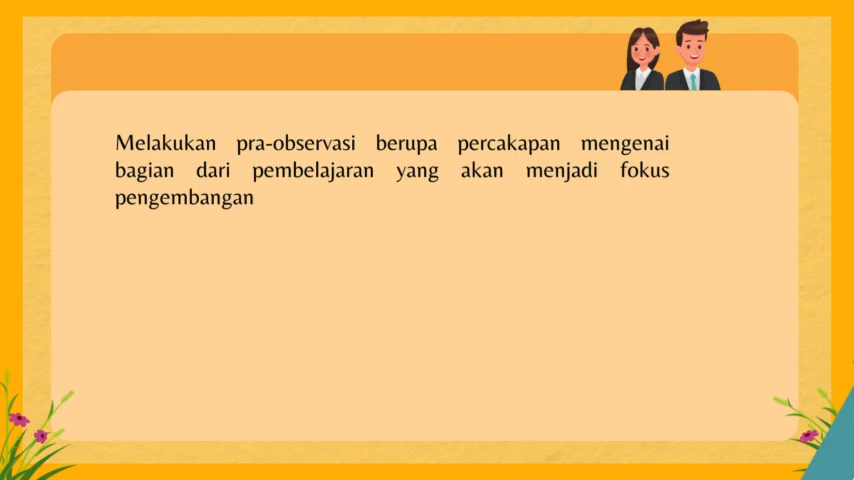 Melakukan pra-observasi berupa percakapan mengenai
bagian dari pembelajaran yang akan menjadi fokus
pengembangan